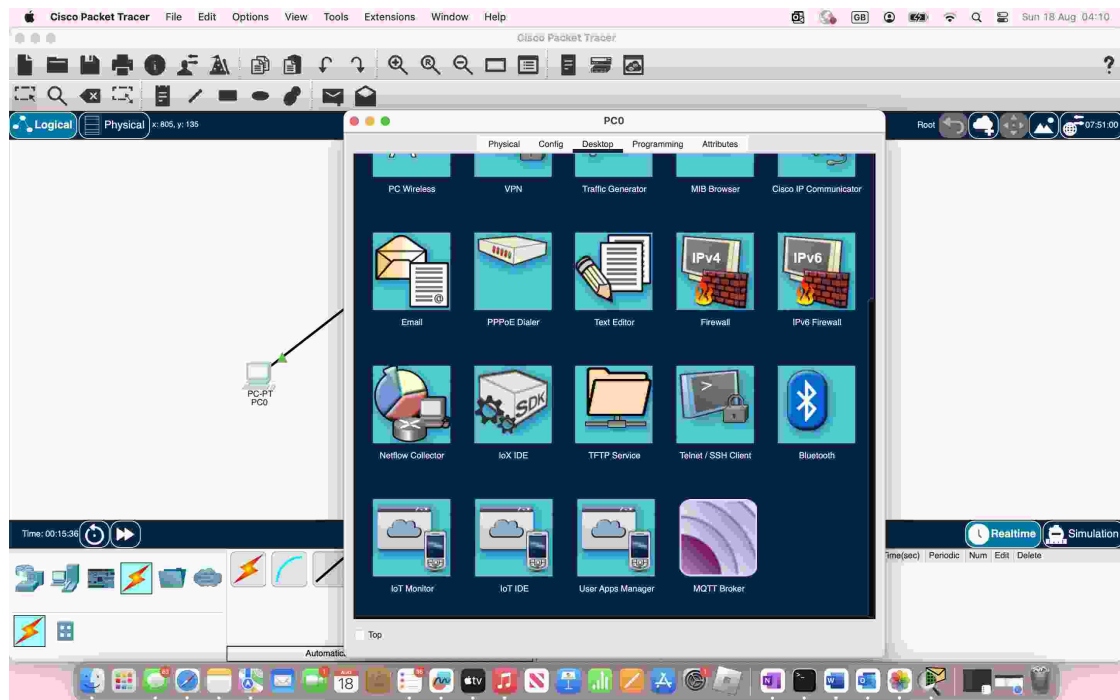 Cisco Packet Tracer File Edit Options View Tools Extensions Window Help GB Sun 18 Aug 04:10
Cisco Packet Tracer
?
Logical Physical x: 805, y: 135 Root 07:51:00
PC0
Physical Config Desktop Programming Attributes
PC Wireless VPN Traffic Generator MIB Browser Cisco IP Communicator
IPv4 IPv6
Email PPPoE Dialer Text Editor Firewall IPv6 Firewall
PC-PT
PC0
SDK
Netflow Collector IoX IDE TFTP Service Telnet / SSH Client Bluetooth
Time: 00:15:36 Realtime Simulation
Time(sec) Periodic Num Edit Delete
IoT Monitor IoT IDE User Apps Manager MQTT Broker
Top
Automatic
18
tv